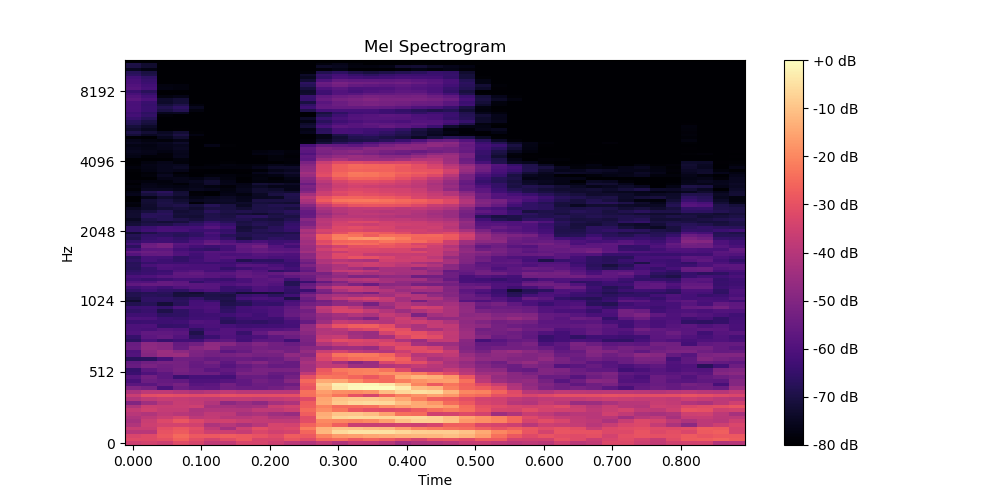 Mel Spectrogram
Hz
8192
4096
2048
1024
512
0
0.000 0.100 0.200 0.300 0.400 0.500 0.600 0.700 0.800
Time
+0 dB
-10 dB
-20 dB
-30 dB
-40 dB
-50 dB
-60 dB
-70 dB
-80 dB